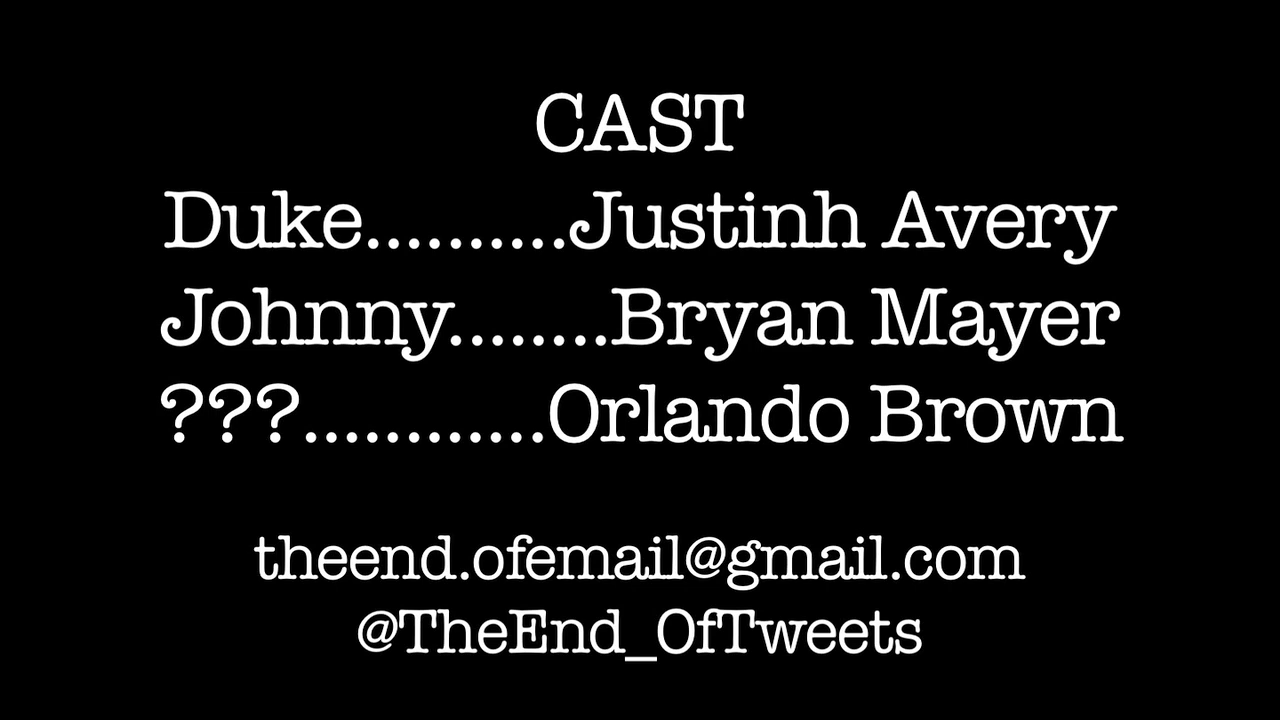 CAST
Duke..........Justinh Avery
Johnny........Bryan Mayer
???............Orlando Brown
theend.ofemail@gmail.com
@TheEnd_OfTweets